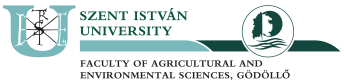 SZENT ISTVÁN
UNIVERSITY
FACULTY OF AGRICULTURAL AND
ENVIRONMENTAL SCIENCES, GÖDÖLLŐ